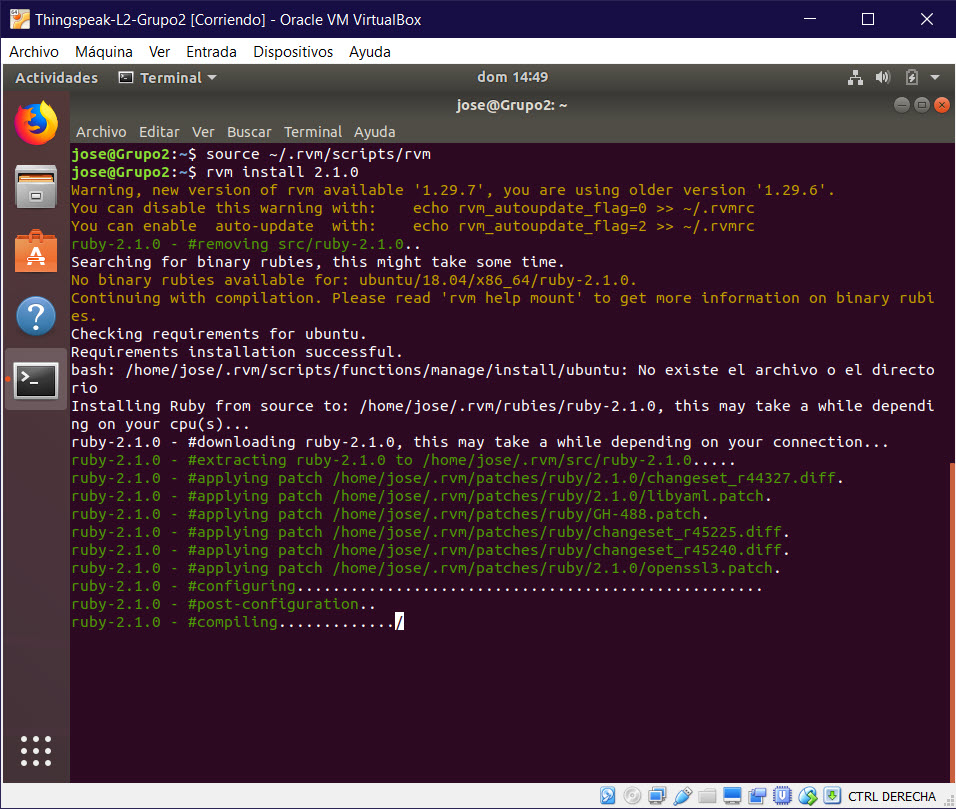 Thingspeak-L2-Grupo2 [Corriendo] - Oracle VM VirtualBox
Archivo Máquina Ver Entrada Dispositivos Ayuda
Actividades Terminal dom 14:49
jose@Grupo2: ~
Archivo Editar Ver Buscar Terminal Ayuda
jose@Grupo2:~$ source ~/.rvm/scripts/rvm
jose@Grupo2:~$ rvm install 2.1.0
Warning, new version of rvm available '1.29.7', you are using older version '1.29.6'.
You can disable this warning with:    echo rvm_autoupdate_flag=0 >> ~/.rvmrc
You can enable  auto-update  with:    echo rvm_autoupdate_flag=2 >> ~/.rvmrc
ruby-2.1.0 - #removing src/ruby-2.1.0..
Searching for binary rubies, this might take some time.
No binary rubies available for: ubuntu/18.04/x86_64/ruby-2.1.0.
Continuing with compilation. Please read 'rvm help mount' to get more information on binary rubi
es.
Checking requirements for ubuntu.
Requirements installation successful.
bash: /home/jose/.rvm/scripts/functions/manage/install/ubuntu: No existe el archivo o el directo
rio
Installing Ruby from source to: /home/jose/.rvm/rubies/ruby-2.1.0, this may take a while dependi
ng on your cpu(s)...
ruby-2.1.0 - #downloading ruby-2.1.0, this may take a while depending on your connection...
ruby-2.1.0 - #extracting ruby-2.1.0 to /home/jose/.rvm/src/ruby-2.1.0.....
ruby-2.1.0 - #applying patch /home/jose/.rvm/patches/ruby/2.1.0/changeset_r44327.diff.
ruby-2.1.0 - #applying patch /home/jose/.rvm/patches/ruby/2.1.0/libyaml.patch.
ruby-2.1.0 - #applying patch /home/jose/.rvm/patches/ruby/GH-488.patch.
ruby-2.1.0 - #applying patch /home/jose/.rvm/patches/ruby/changeset_r45225.diff.
ruby-2.1.0 - #applying patch /home/jose/.rvm/patches/ruby/changeset_r45240.diff.
ruby-2.1.0 - #applying patch /home/jose/.rvm/patches/ruby/2.1.0/openssl3.patch.
ruby-2.1.0 - #configuring....................................................
ruby-2.1.0 - #post-configuration..
ruby-2.1.0 - #compiling............./
CTRL DERECHA